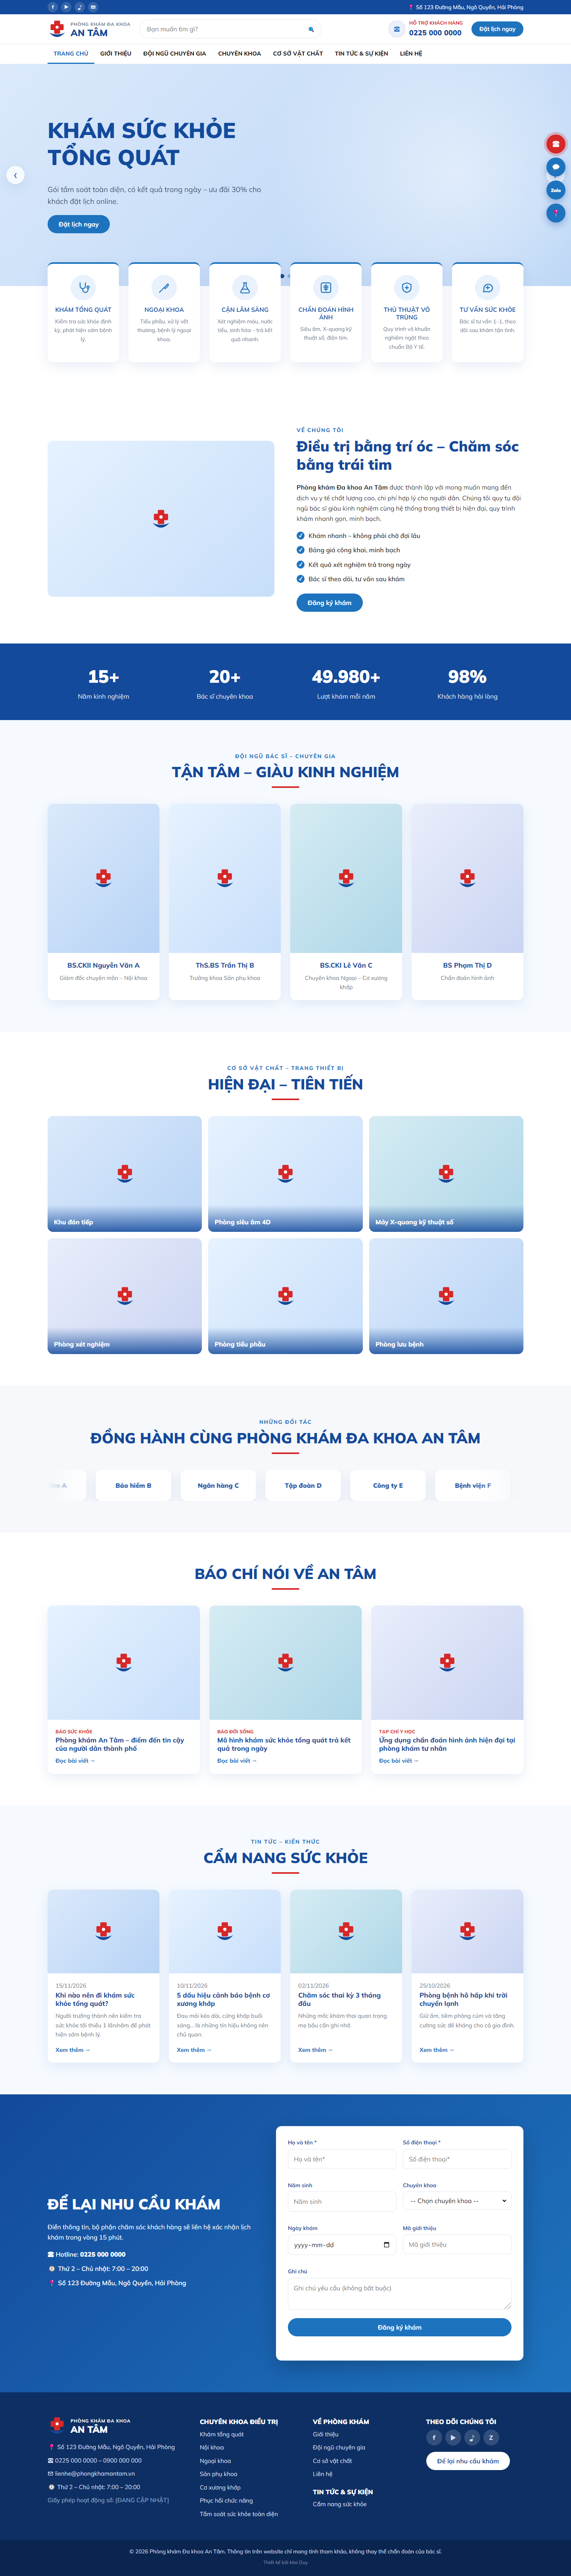 Số 123 Đường Mẫu, Ngô Quyền, Hải Phòng
PHÒNG KHÁM ĐA KHOA
AN TÂM
Bạn muốn tìm gì?
HỖ TRỢ KHÁCH HÀNG
0225 000 0000
Đặt lịch ngay
TRANG CHỦ GIỚI THIỆU ĐỘI NGŨ CHUYÊN GIA CHUYÊN KHOA CƠ SỞ VẬT CHẤT TIN TỨC & SỰ KIỆN LIÊN HỆ
KHÁM SỨC KHỎE
TỔNG QUÁT
Gói tầm soát toàn diện, có kết quả trong ngày – ưu đãi 30% cho
khách đặt lịch online.
Đặt lịch ngay
Zalo
KHÁM TỔNG QUÁT
Kiểm tra sức khỏe định
kỳ, phát hiện sớm bệnh
lý.
NGOẠI KHOA
Tiểu phẫu, xử lý vết
thương, bệnh lý ngoại
khoa.
CẬN LÂM SÀNG
Xét nghiệm máu, nước
tiểu, sinh hóa – trả kết
quả nhanh.
CHẨN ĐOÁN HÌNH
ẢNH
Siêu âm, X-quang kỹ
thuật số, điện tim.
THỦ THUẬT VÔ
TRÙNG
Quy trình vô khuẩn
nghiêm ngặt theo
chuẩn Bộ Y tế.
TƯ VẤN SỨC KHỎE
Bác sĩ tư vấn 1–1, theo
dõi sau khám tận tình.
VỀ CHÚNG TÔI
Điều trị bằng trí óc – Chăm sóc
bằng trái tim
Phòng khám Đa khoa An Tâm được thành lập với mong muốn mang đến
dịch vụ y tế chất lượng cao, chi phí hợp lý cho người dân. Chúng tôi quy tụ đội
ngũ bác sĩ giàu kinh nghiệm cùng hệ thống trang thiết bị hiện đại, quy trình
khám nhanh gọn, minh bạch.
Khám nhanh – không phải chờ đợi lâu
Bảng giá công khai, minh bạch
Kết quả xét nghiệm trả trong ngày
Bác sĩ theo dõi, tư vấn sau khám
Đăng ký khám
15+
Năm kinh nghiệm
20+
Bác sĩ chuyên khoa
49.980+
Lượt khám mỗi năm
98%
Khách hàng hài lòng
ĐỘI NGŨ BÁC SĨ – CHUYÊN GIA
TẬN TÂM – GIÀU KINH NGHIỆM
BS.CKII Nguyễn Văn A
Giám đốc chuyên môn – Nội khoa
ThS.BS Trần Thị B
Trưởng khoa Sản phụ khoa
BS.CKI Lê Văn C
Chuyên khoa Ngoại – Cơ xương
khớp
BS Phạm Thị D
Chẩn đoán hình ảnh
CƠ SỞ VẬT CHẤT – TRANG THIẾT BỊ
HIỆN ĐẠI – TIÊN TIẾN
Khu đón tiếp
Phòng siêu âm 4D
Máy X-quang kỹ thuật số
Phòng xét nghiệm
Phòng tiểu phẫu
Phòng lưu bệnh
NHỮNG ĐỐI TÁC
ĐỒNG HÀNH CÙNG PHÒNG KHÁM ĐA KHOA AN TÂM
A
Bảo hiểm B
Ngân hàng C
Tập đoàn D
Công ty E
Bệnh viện F
BÁO CHÍ NÓI VỀ AN TÂM
BÁO SỨC KHỎE
Phòng khám An Tâm – điểm đến tin cậy
của người dân thành phố
Đọc bài viết →
BÁO ĐỜI SỐNG
Mô hình khám sức khỏe tổng quát trả kết
quả trong ngày
Đọc bài viết →
TẠP CHÍ Y HỌC
Ứng dụng chẩn đoán hình ảnh hiện đại tại
phòng khám tư nhân
Đọc bài viết →
TIN TỨC – KIẾN THỨC
CẨM NANG SỨC KHỎE
15/11/2026
Khi nào nên đi khám sức
khỏe tổng quát?
Người trưởng thành nên kiểm tra
sức khỏe tối thiểu 1 lần/năm để phát
hiện sớm bệnh lý.
Xem thêm →
10/11/2026
5 dấu hiệu cảnh báo bệnh cơ
xương khớp
Đau mỏi kéo dài, cứng khớp buổi
sáng... là những tín hiệu không nên
chủ quan.
Xem thêm →
02/11/2026
Chăm sóc thai kỳ 3 tháng
đầu
Những mốc khám thai quan trọng
mẹ bầu cần ghi nhớ.
Xem thêm →
25/10/2026
Phòng bệnh hô hấp khi trời
chuyển lạnh
Giữ ấm, tiêm phòng cúm và tăng
cường sức đề kháng cho cả gia đình.
Xem thêm →
ĐỂ LẠI NHU CẦU KHÁM
Điền thông tin, bộ phận chăm sóc khách hàng sẽ liên hệ xác nhận lịch
khám trong vòng 15 phút.
Hotline: 0225 000 0000
Thứ 2 – Chủ nhật: 7:00 – 20:00
Số 123 Đường Mẫu, Ngô Quyền, Hải Phòng
Họ và tên *
Họ và tên*
Số điện thoại *
Số điện thoại*
Năm sinh
Năm sinh
Chuyên khoa
-- Chọn chuyên khoa --
Ngày khám
yyyy-mm-dd
Mã giới thiệu
Mã giới thiệu
Ghi chú
Ghi chú yêu cầu (không bắt buộc)
Đăng ký khám
PHÒNG KHÁM ĐA KHOA
AN TÂM
Số 123 Đường Mẫu, Ngô Quyền, Hải Phòng
0225 000 0000 – 0900 000 000
lienhe@phongkhamantam.vn
Thứ 2 – Chủ nhật: 7:00 – 20:00
Giấy phép hoạt động số: [ĐANG CẬP NHẬT]
CHUYÊN KHOA ĐIỀU TRỊ
Khám tổng quát
Nội khoa
Ngoại khoa
Sản phụ khoa
Cơ xương khớp
Phục hồi chức năng
Tầm soát sức khỏe toàn diện
VỀ PHÒNG KHÁM
Giới thiệu
Đội ngũ chuyên gia
Cơ sở vật chất
Liên hệ
TIN TỨC & SỰ KIỆN
Cẩm nang sức khỏe
THEO DÕI CHÚNG TÔI
f
Z
Để lại nhu cầu khám
© 2026 Phòng khám Đa khoa An Tâm. Thông tin trên website chỉ mang tính tham khảo, không thay thế chẩn đoán của bác sĩ.
Thiết kế bởi Mai Duy